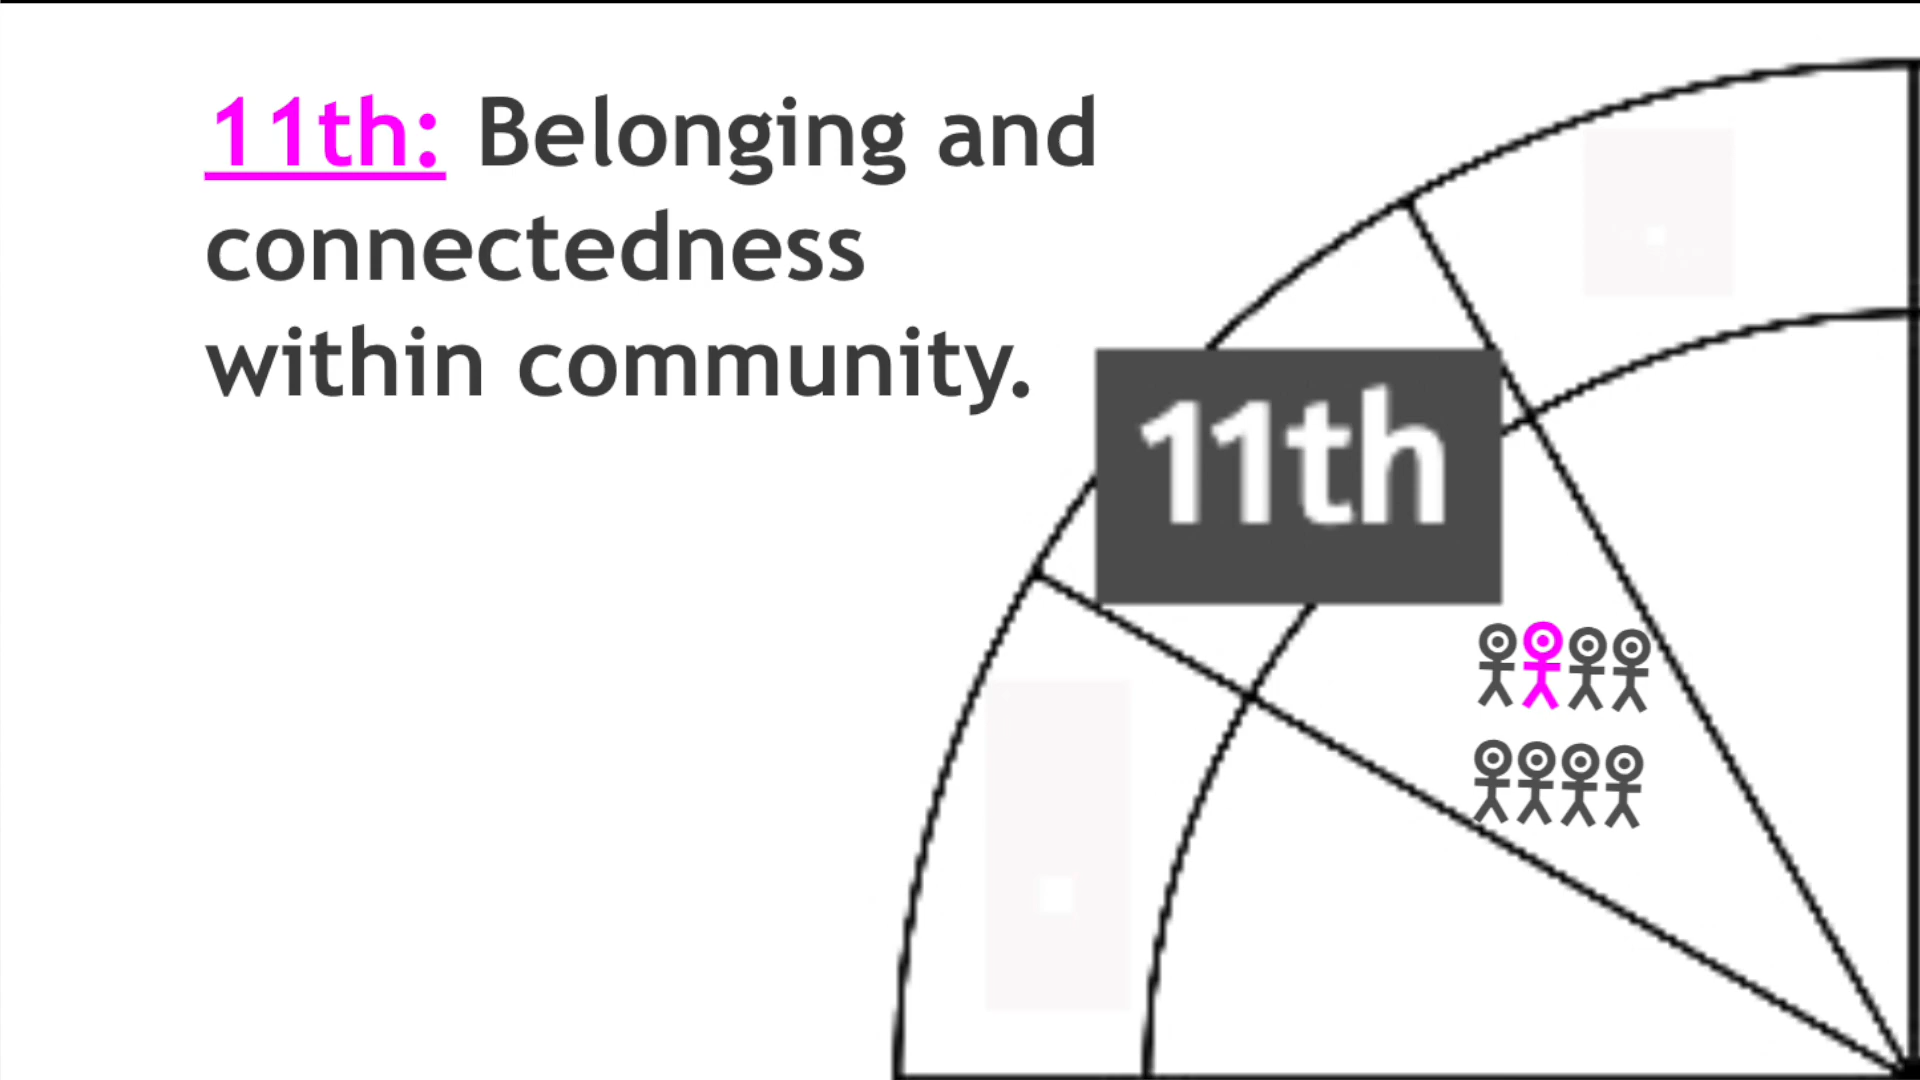 11th: Belonging and
connectedness
within community.
11th